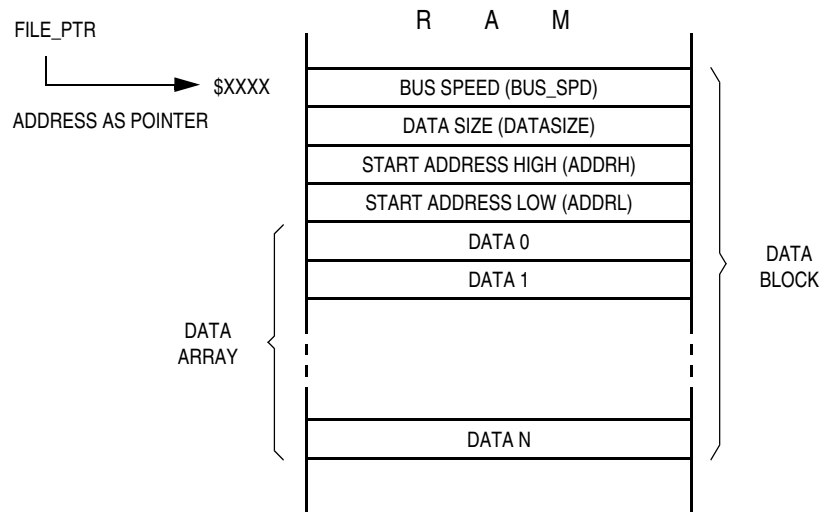 R A M
FILE_PTR
$XXXX
ADDRESS AS POINTER
BUS SPEED (BUS_SPD)
DATA SIZE (DATASIZE)
START ADDRESS HIGH (ADDRH)
START ADDRESS LOW (ADDRL)
DATA 0
DATA 1
DATA N
DATA
ARRAY
DATA
BLOCK